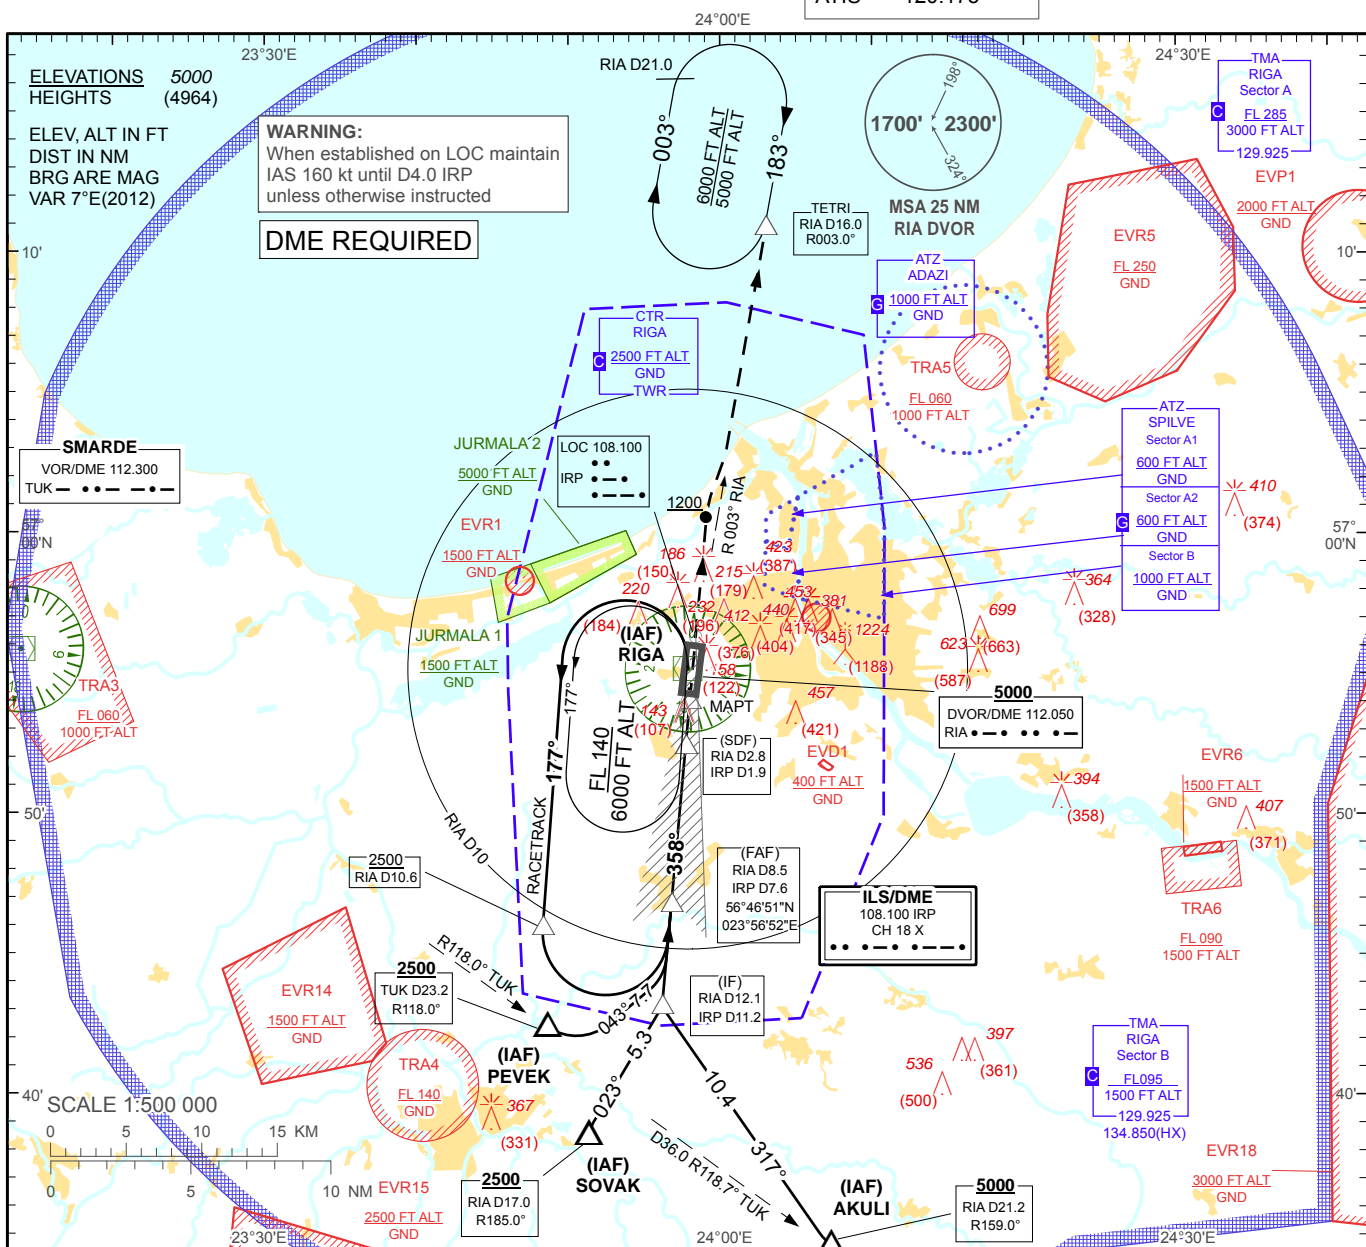 24°00'E
23°30'E
24°30'E
ELEVATIONS 5000
HEIGHTS (4964)
ELEV, ALT IN FT
DIST IN NM
BRG ARE MAG
VAR 7°E(2012)
WARNING:
When established on LOC maintain
IAS 160 kt until D4.0 IRP
unless otherwise instructed
DME REQUIRED
RIA D21.0
003°
6000 FT ALT
5000 FT ALT
183°
TETRI
RIA D16.0
R003.0°
1700' 2300'
198°
324°
MSA 25 NM
RIA DVOR
TMA
RIGA
Sector A
C
FL 285
3000 FT ALT
129.925
EVP1
2000 FT ALT
GND
EVR5
FL 250
GND
10'
10'
ATZ
ADAZI
G
1000 FT ALT
GND
CTR
RIGA
C
2500 FT ALT
GND
TWR
TRA5
FL 060
1000 FT ALT
SMARDE
VOR/DME 112.300
TUK
JURMALA 2
5000 FT ALT
GND
LOC 108.100
IRP
ATZ
SPILVE
Sector A1
600 FT ALT
GND
Sector A2
G
600 FT ALT
GND
Sector B
1000 FT ALT
GND
410
(374)
57°
00'N
57°
00'N
EVR1
1500 FT ALT
GND
1200
R 003° RIA
186
(150)
215
(179)
423
(387)
220
(184)
232
(196)
412
(376)
440
(404)
453
(417)
381
(345)
1224
(1188)
364
(328)
699
(663)
623
(587)
JURMALA 1
1500 FT ALT
GND
(IAF)
RIGA
58
(122)
MAPT
143
(107)
457
(421)
5000
DVOR/DME 112.050
RIA
TRA3
FL 060
1000 FT ALT
177°
177°
FL 140
6000 FT ALT
(SDF)
RIA D2.8
IRP D1.9
EVD1
400 FT ALT
GND
394
(358)
EVR6
1500 FT ALT
GND
407
(371)
50'
50'
RIA D10
RACETRACK
2500
RIA D10.6
358°
(FAF)
RIA D8.5
IRP D7.6
56°46'51"N
023°56'52"E
ILS/DME
108.100 IRP
CH 18 X
TRA6
FL 090
1500 FT ALT
R118.0° TUK
2500
TUK D23.2
R118.0°
EVR14
1500 FT ALT
GND
(IF)
RIA D12.1
IRP D11.2
043°
7.7
(IAF)
PEVEK
5.3
023°
10.4
317°
397
(361)
536
(500)
TMA
RIGA
Sector B
C
FL095
1500 FT ALT
129.925
134.850(HX)
TRA4
FL 140
GND
367
(331)
40'
40'
SCALE 1:500 000
0 5 10 15 KM
0 5 10 NM
(IAF)
SOVAK
2500
RIA D17.0
R185.0°
D36.0 R118.7° TUK
(IAF)
AKULI
5000
RIA D21.2
R159.0°
EVR18
3000 FT ALT
GND
EVR15
2500 FT ALT
GND
23°30'E
24°00'E
24°30'E